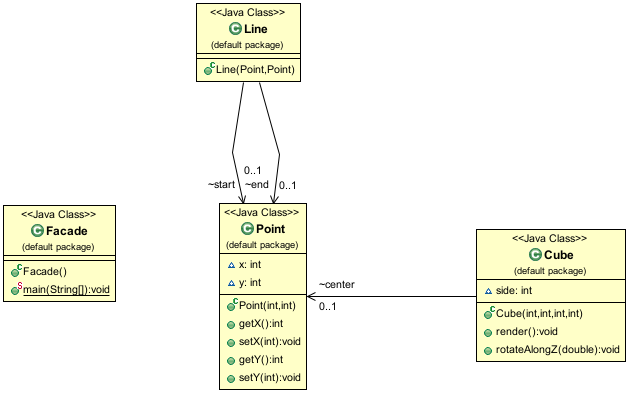 <<Java Class>>
Line
(default package)
Line(Point,Point)
0..1
~start
~end
0..1
<<Java Class>>
Facade
(default package)
Facade()
main(String[]):void
<<Java Class>>
Point
(default package)
x: int
y: int
Point(int,int)
getX():int
setX(int):void
getY():int
setY(int):void
~center
0..1
<<Java Class>>
Cube
(default package)
side: int
Cube(int,int,int,int)
render():void
rotateAlongZ(double):void